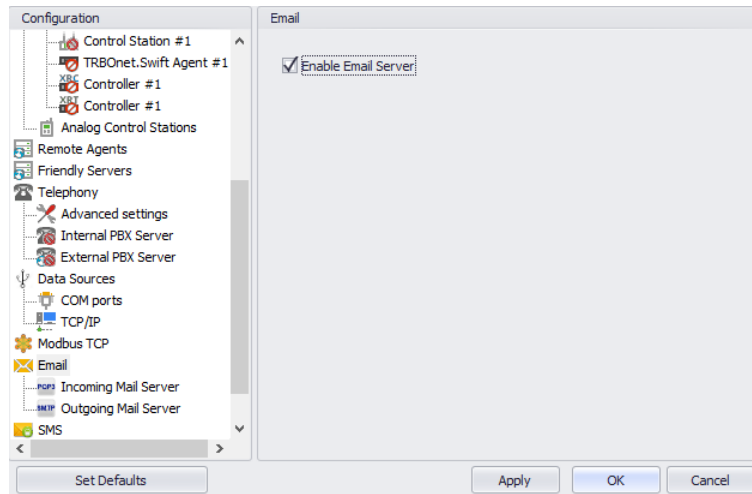 Configuration
Control Station #1
TRBOnet.Swift Agent #1
XRC Controller #1
XRT Controller #1
Analog Control Stations
Remote Agents
Friendly Servers
Telephony
Advanced settings
Internal PBX Server
External PBX Server
Data Sources
COM ports
TCP/IP
Modbus TCP
Email
POP3 Incoming Mail Server
SMTP Outgoing Mail Server
SMS
Email
Enable Email Server
Set Defaults
Apply
OK
Cancel